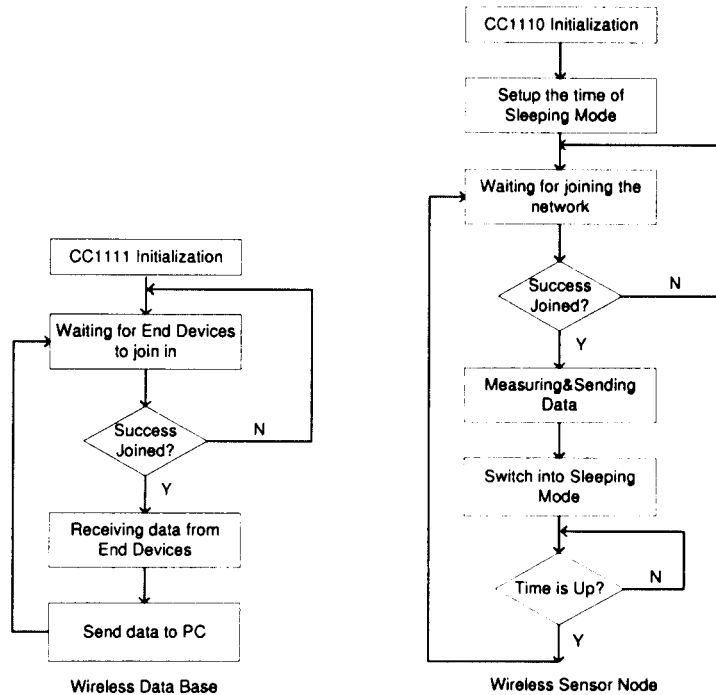 CC1111 Initialization
Waiting for End Devices
to join in
Success
Joined?
N
Y
Receiving data from
End Devices
Send data to PC
Wireless Data Base
CC1110 Initialization
Setup the time of
Sleeping Mode
Waiting for joining the
network
Success
Joined?
N
Y
Measuring&Sending
Data
Switch into Sleeping
Mode
Time is Up?
N
Y
Wireless Sensor Node